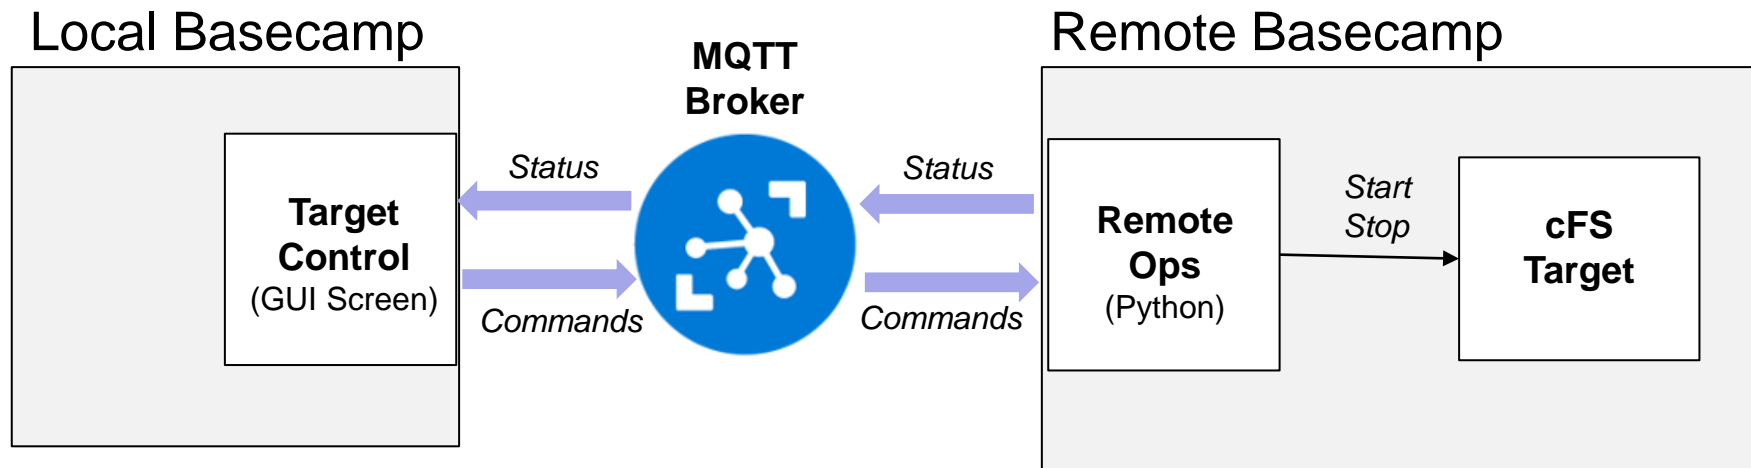 Local Basecamp
Remote Basecamp
MQTT
Broker
Target
Control
(GUI Screen)
Status
Commands
Status
Commands
Remote
Ops
(Python)
Start
Stop
cFS
Target